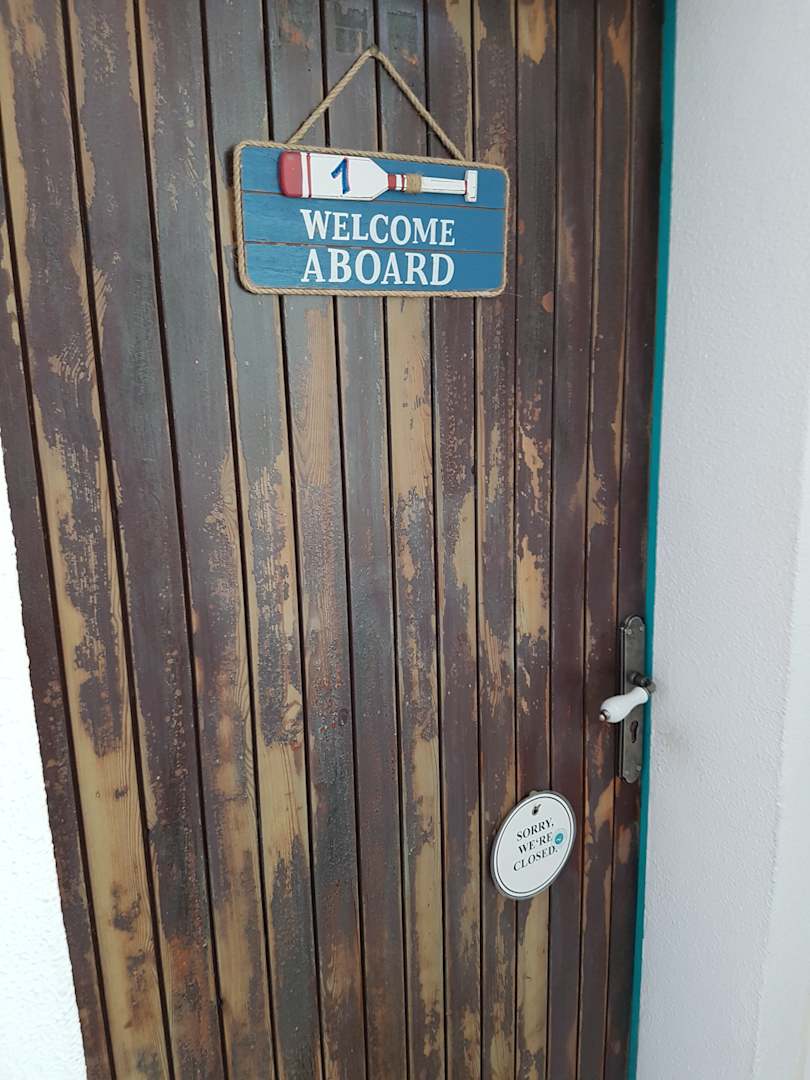 1
WELCOME
ABOARD
SORRY,
WE'RE
CLOSED.